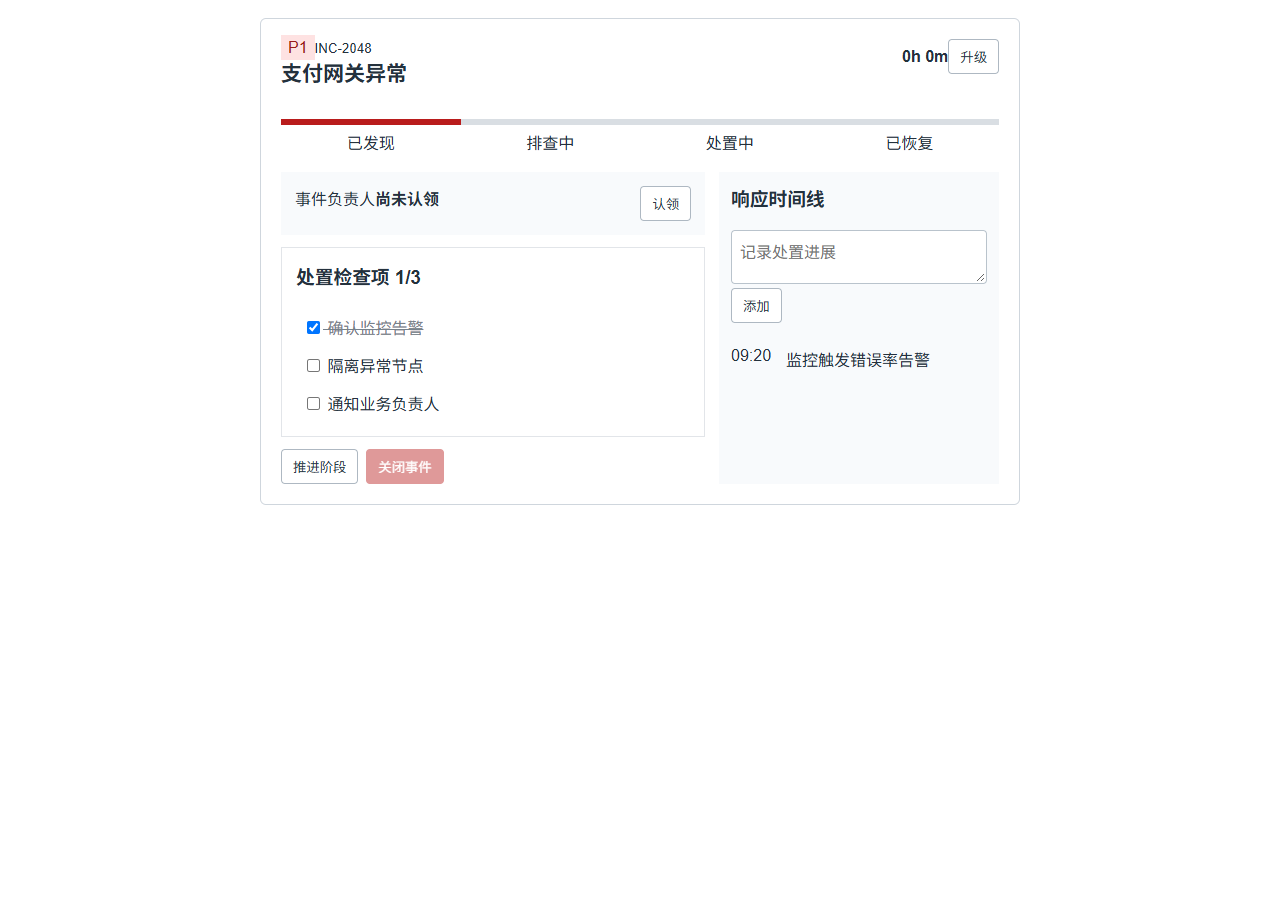 P1 INC-2048
支付网关异常
0h 0m 升级
已发现 排查中 处置中 已恢复
事件负责人尚未认领 认领
处置检查项 1/3
确认监控告警
隔离异常节点
通知业务负责人
推进阶段 关闭事件
响应时间线
记录处置进展
添加
09:20 监控触发错误率告警